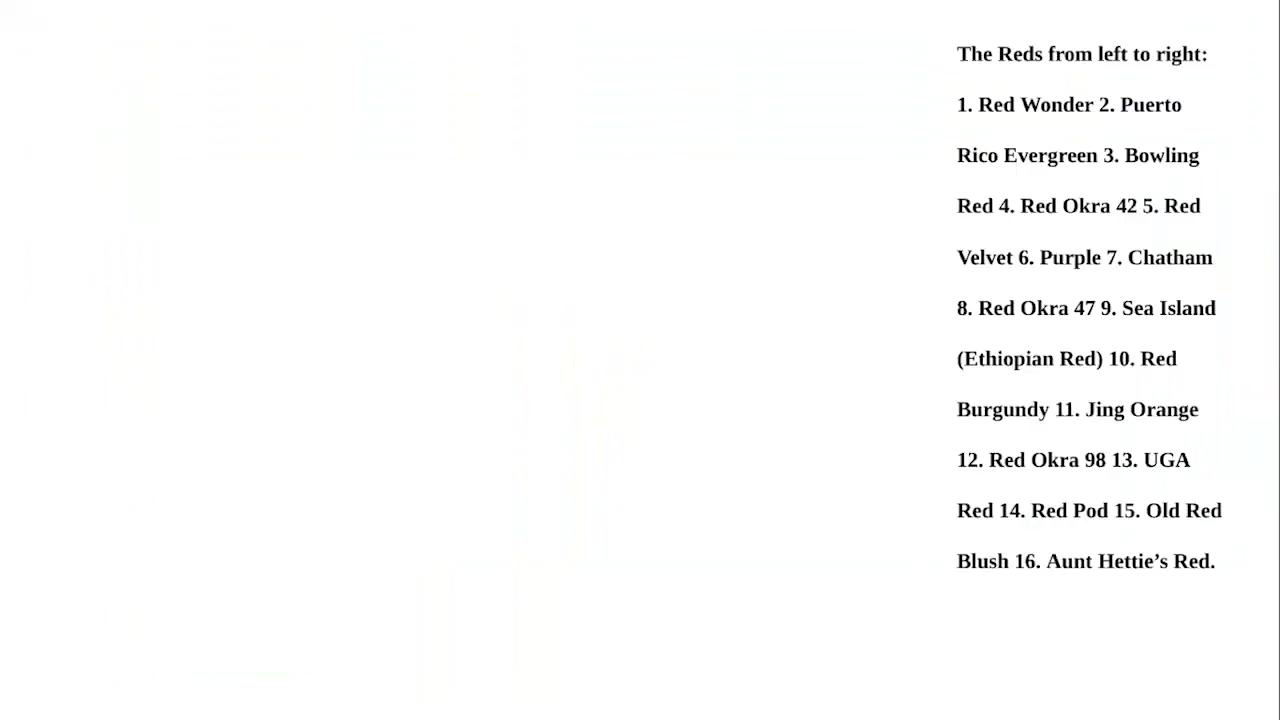 The Reds from left to right:
1. Red Wonder 2. Puerto
Rico Evergreen 3. Bowling
Red 4. Red Okra 42 5. Red
Velvet 6. Purple 7. Chatham
8. Red Okra 47 9. Sea Island
(Ethiopian Red) 10. Red
Burgundy 11. Jing Orange
12. Red Okra 98 13. UGA
Red 14. Red Pod 15. Old Red
Blush 16. Aunt Hettie’s Red.